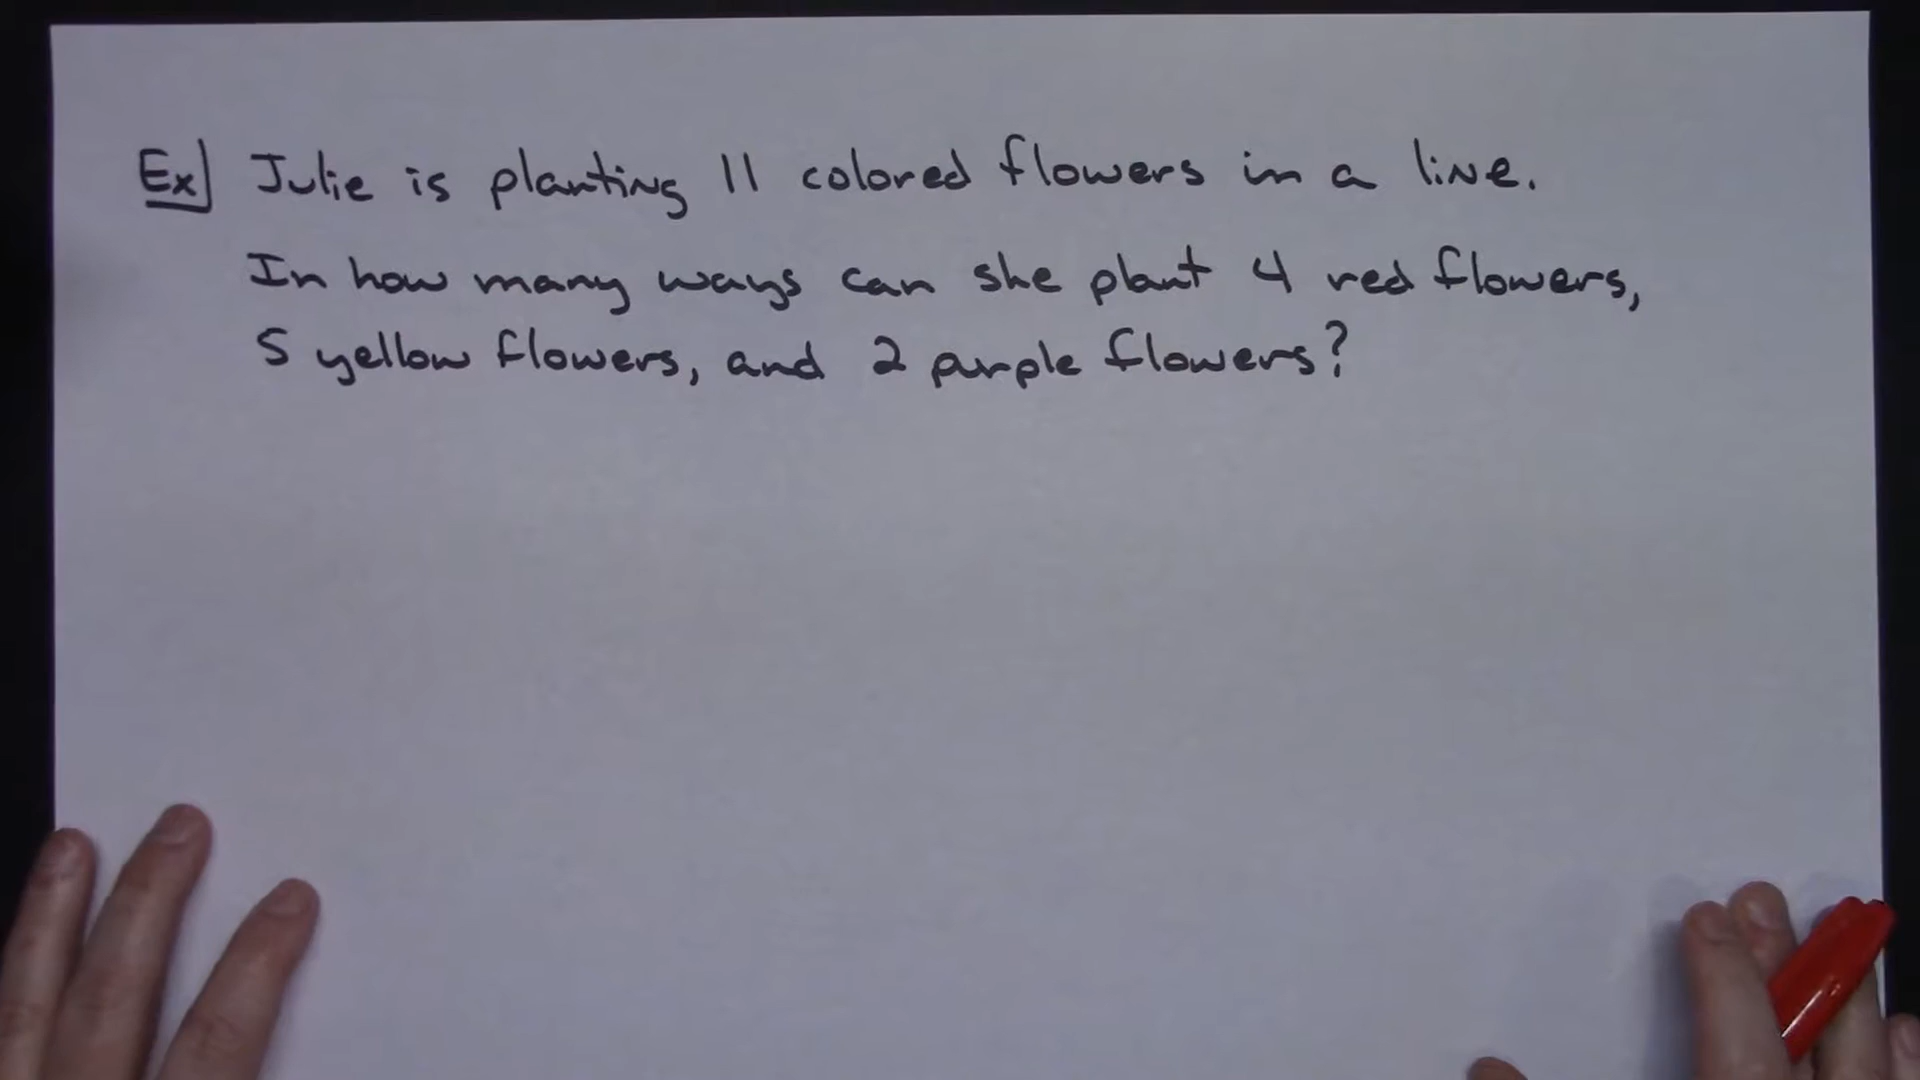 Ex Julie is planting 11 colored flowers in a line.
In how many ways can she plant 4 red flowers,
5 yellow flowers, and 2 purple flowers?